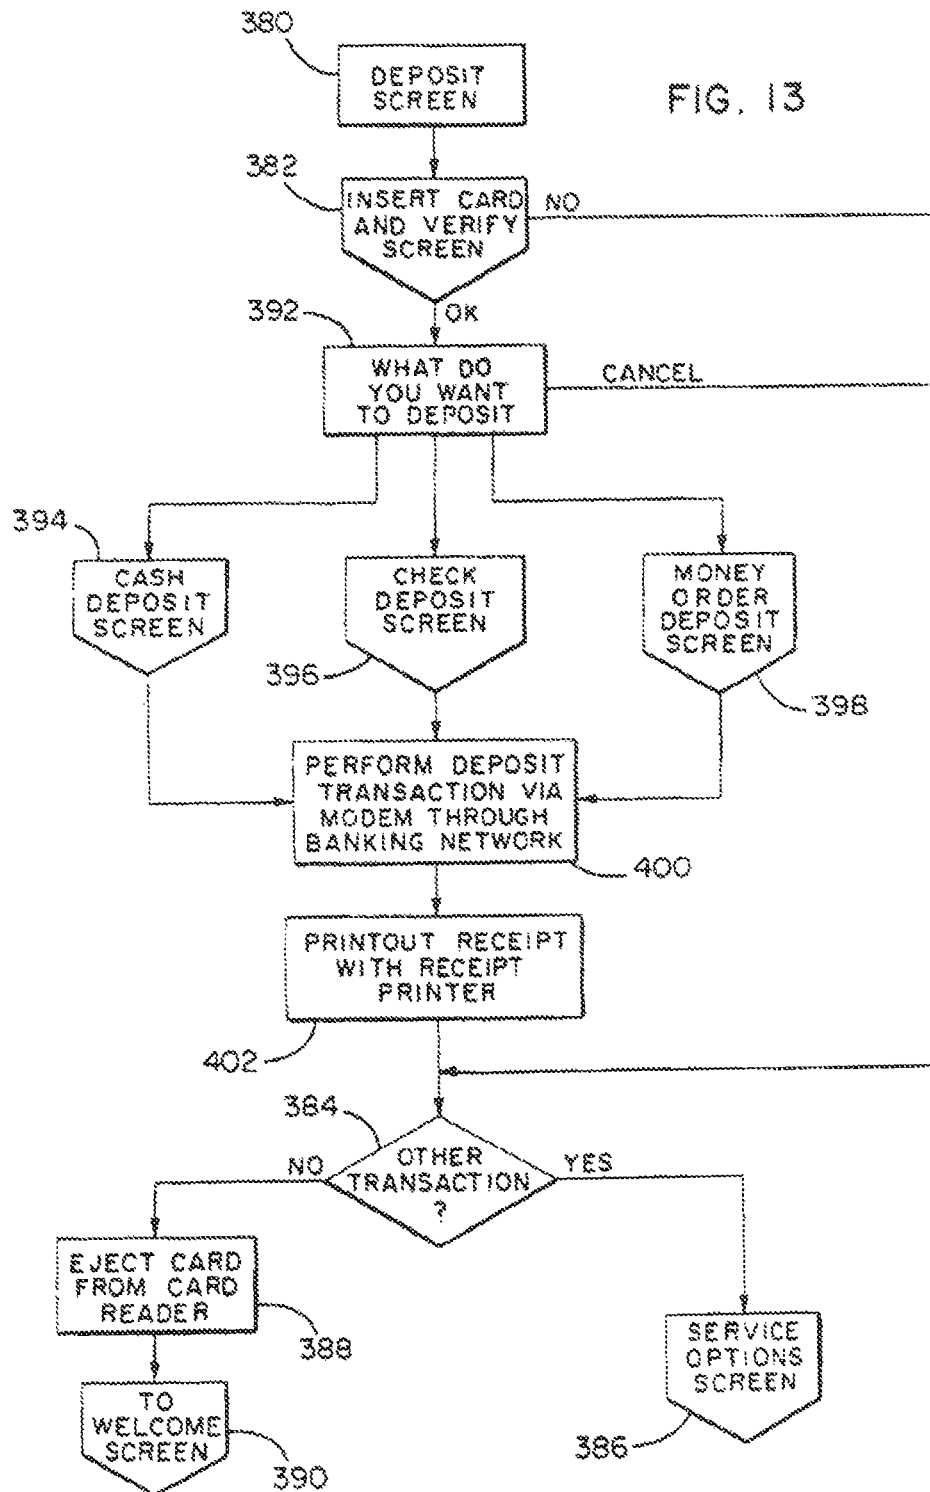 380
DEPOSIT
SCREEN
FIG. 13
382
INSERT CARD
AND VERIFY
SCREEN
NO
OK
392
WHAT DO
YOU WANT
TO DEPOSIT
CANCEL
394
CASH
DEPOSIT
SCREEN
CHECK
DEPOSIT
SCREEN
396
MONEY
ORDER
DEPOSIT
SCREEN
398
PERFORM DEPOSIT
TRANSACTION VIA
MODEM THROUGH
BANKING NETWORK
400
PRINTOUT RECEIPT
WITH RECEIPT
PRINTER
402
384
OTHER
TRANSACTION
?
NO
YES
EJECT CARD
FROM CARD
READER
388
TO
WELCOME
SCREEN
390
SERVICE
OPTIONS
SCREEN
386